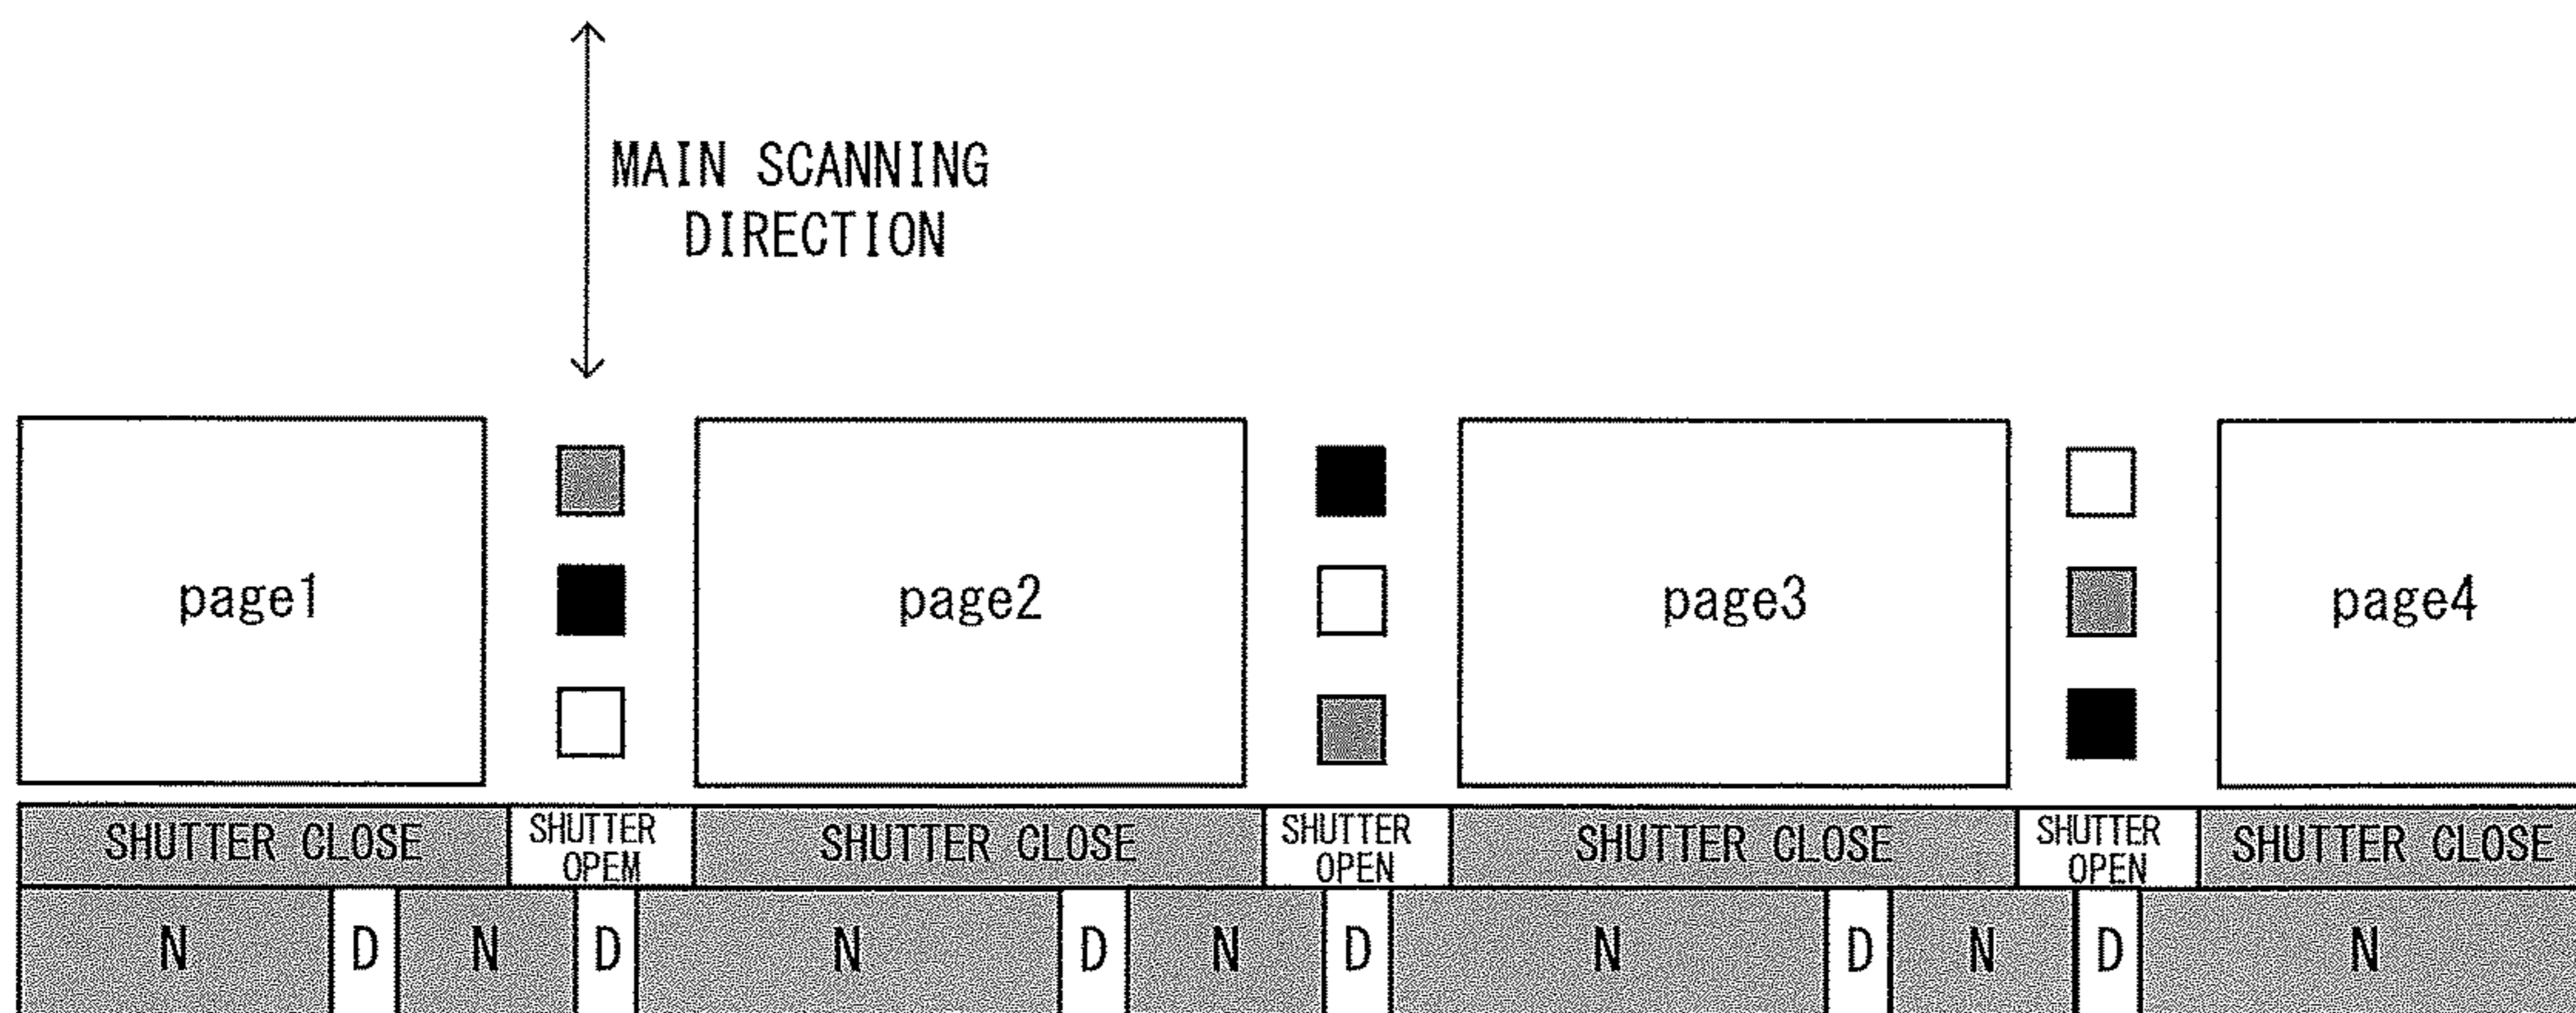 MAIN SCANNING
DIRECTION
page1
page2
page3
page4
SHUTTER CLOSE
SHUTTER
OPEM
SHUTTER CLOSE
SHUTTER
OPEN
SHUTTER CLOSE
SHUTTER
OPEN
SHUTTER CLOSE
N D N D N D N D N D N D N